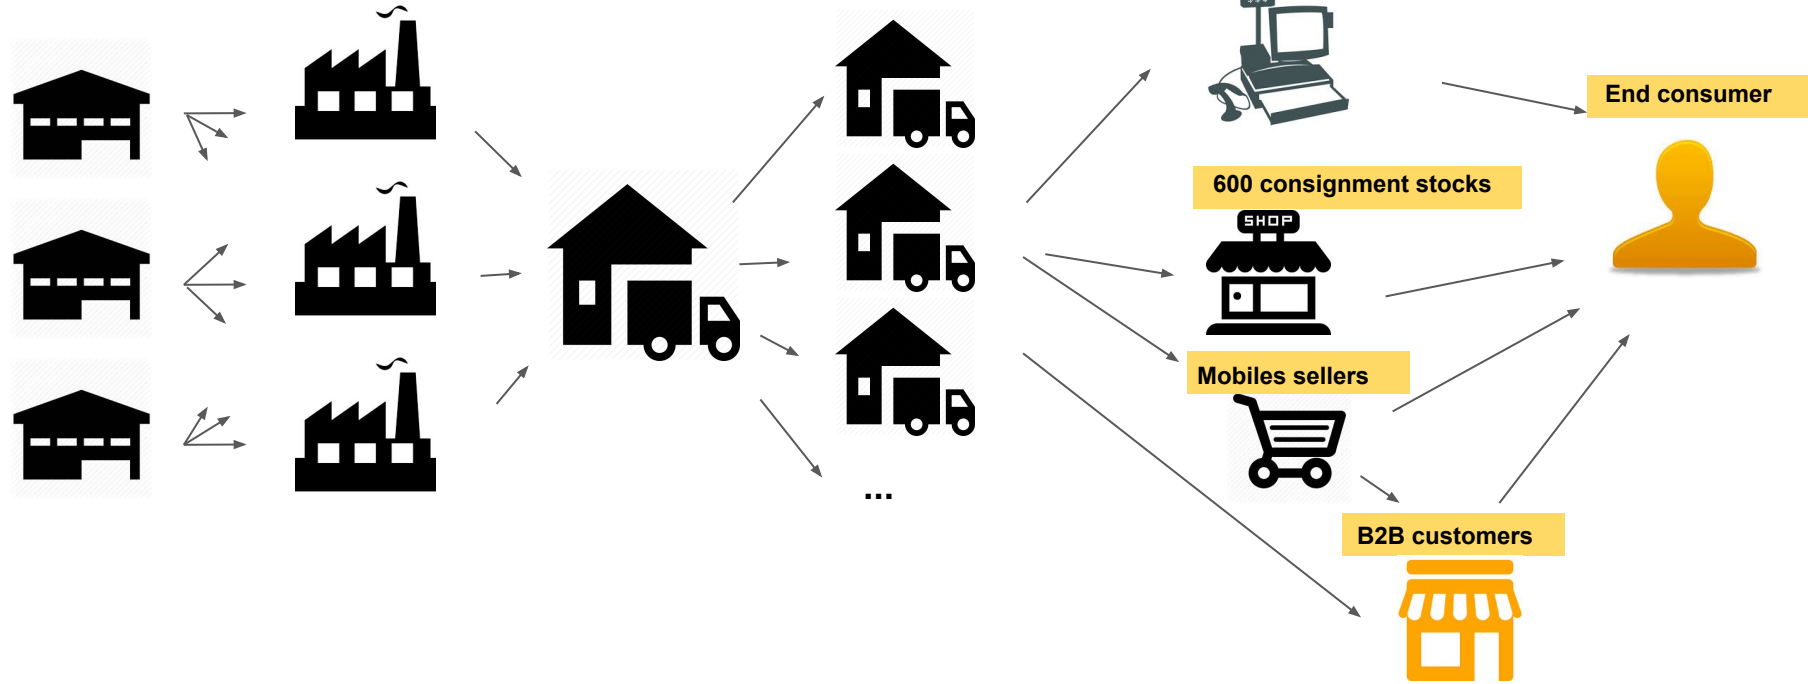 End consumer
600 consignment stocks
SHOP
Mobiles sellers
...
B2B customers